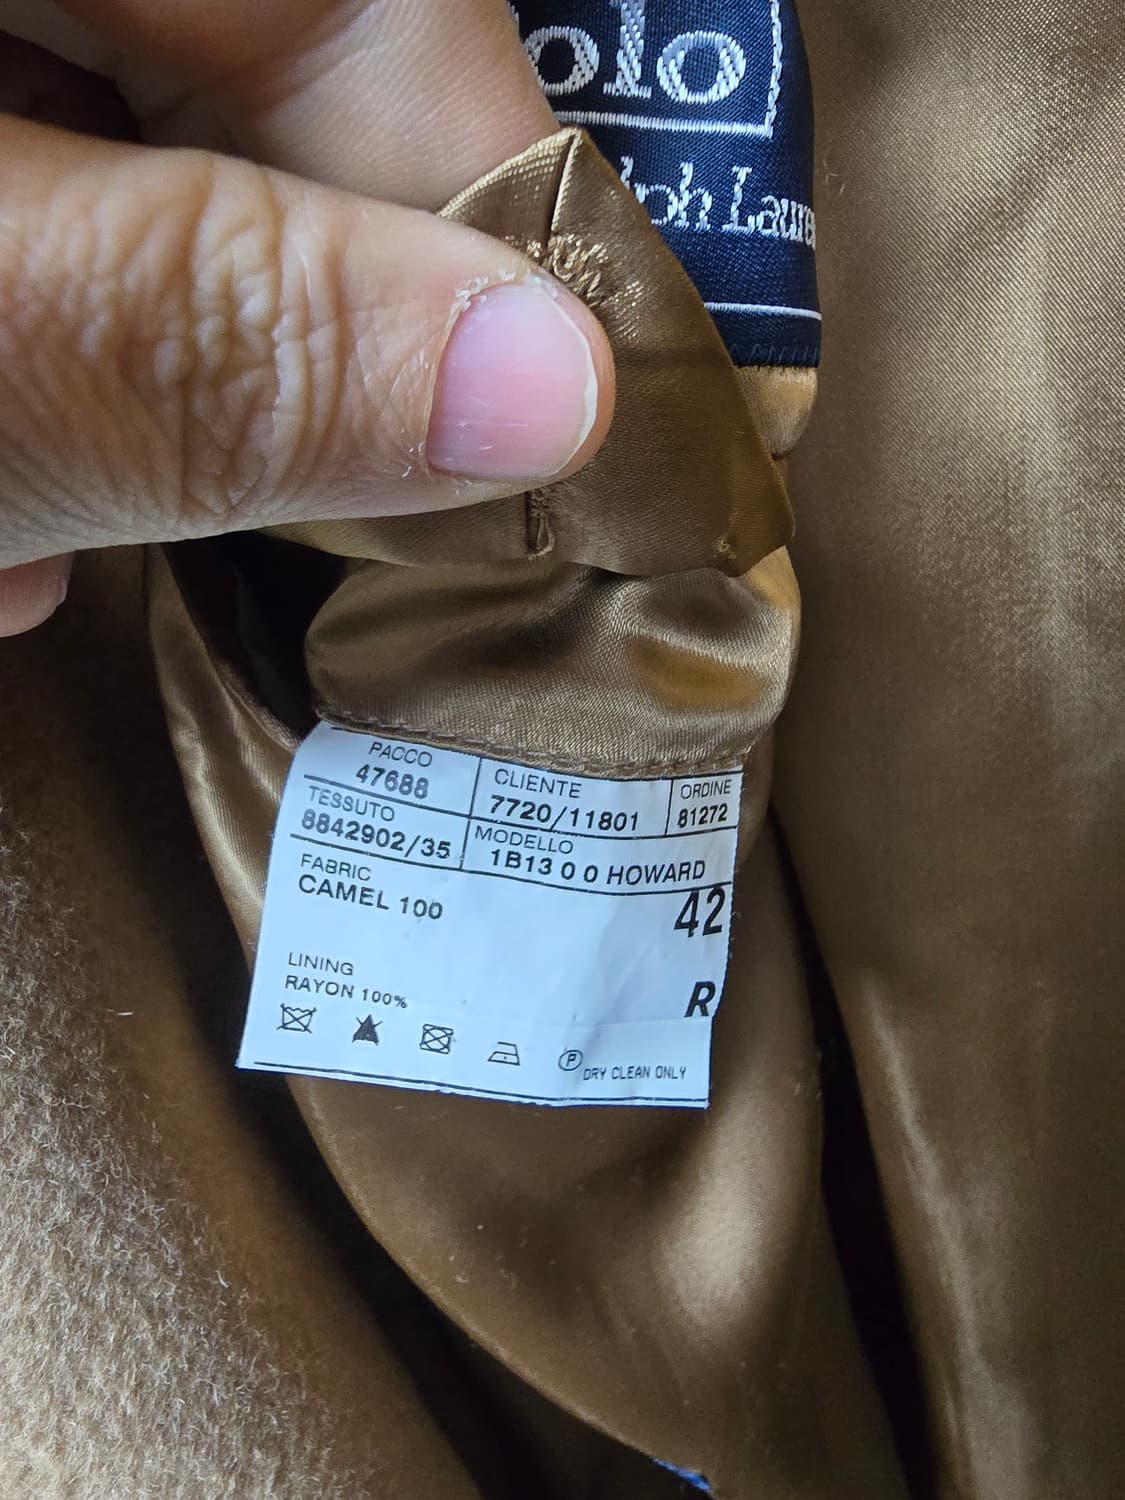 olo
lph Laure
PACCO
47688
CLIENTE
7720/11801
ORDINE
81272
TESSUTO
8842902/35
MODELLO
1B13 0 0 HOWARD
FABRIC
CAMEL 100
42
R
LINING
RAYON 100%
P
DRY CLEAN ONLY